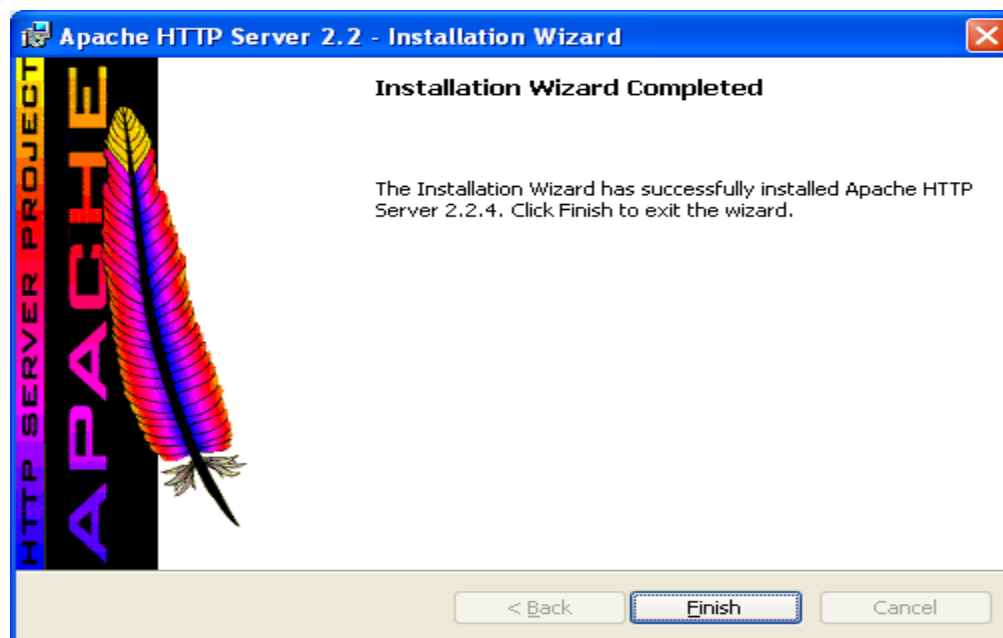 Apache HTTP Server 2.2 - Installation Wizard
HTTP SERVER PROJECT
APACHE
Installation Wizard Completed
The Installation Wizard has successfully installed Apache HTTP
Server 2.2.4. Click Finish to exit the wizard.
< Back
Finish
Cancel